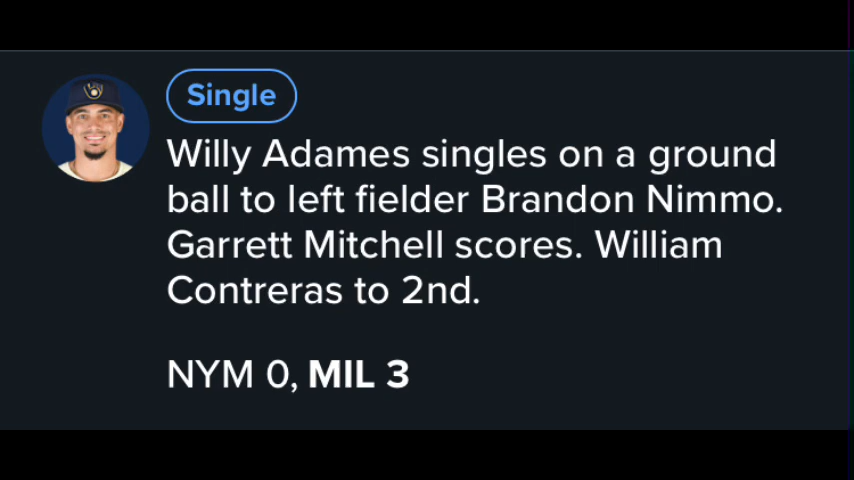 Single
Willy Adames singles on a ground
ball to left fielder Brandon Nimmo.
Garrett Mitchell scores. William
Contreras to 2nd.
NYM 0, MIL 3